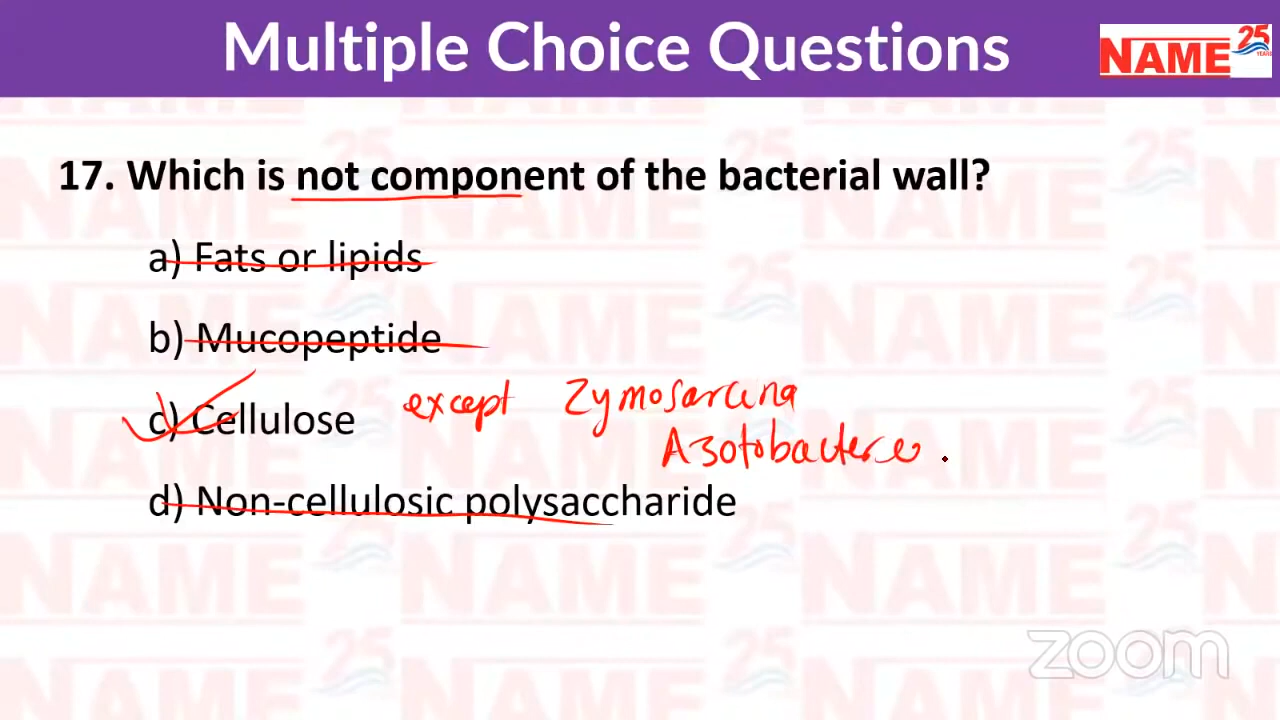 Multiple Choice Questions
NAME 25 YEARS
17. Which is not component of the bacterial wall?
a) Fats or lipids
b) Mucopeptide
c) Cellulose except Zymosarcina
Azotobacter
d) Non-cellulosic polysaccharide
zoom